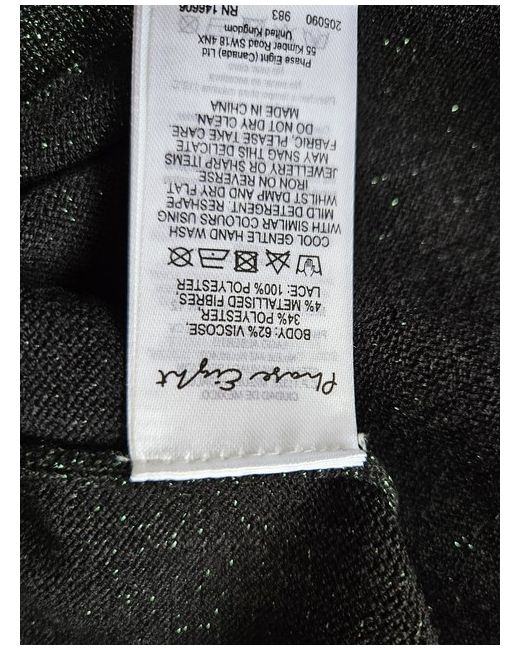 Phase Eight
BODY: 62% VISCOSE,
34% POLYESTER,
4% METALLISED FIBRES,
LACE: 100% POLYESTER
COOL GENTLE HAND WASH
WITH SIMILAR COLOURS USING
MILD DETERGENT. RESHAPE
WHILST DAMP AND DRY FLAT
IRON ON REVERSE
JEWELLERY OR SHARP ITEMS
MAY SNAG THIS DELICATE
FABRIC, PLEASE TAKE CARE
DO NOT DRY CLEAN.
MADE IN CHINA
Phase Eight (Canada) Ltd
55 Kimber Road SW18 4NX
United Kingdom
RN 146606
205090 983
CIUDAD DE MEXICO